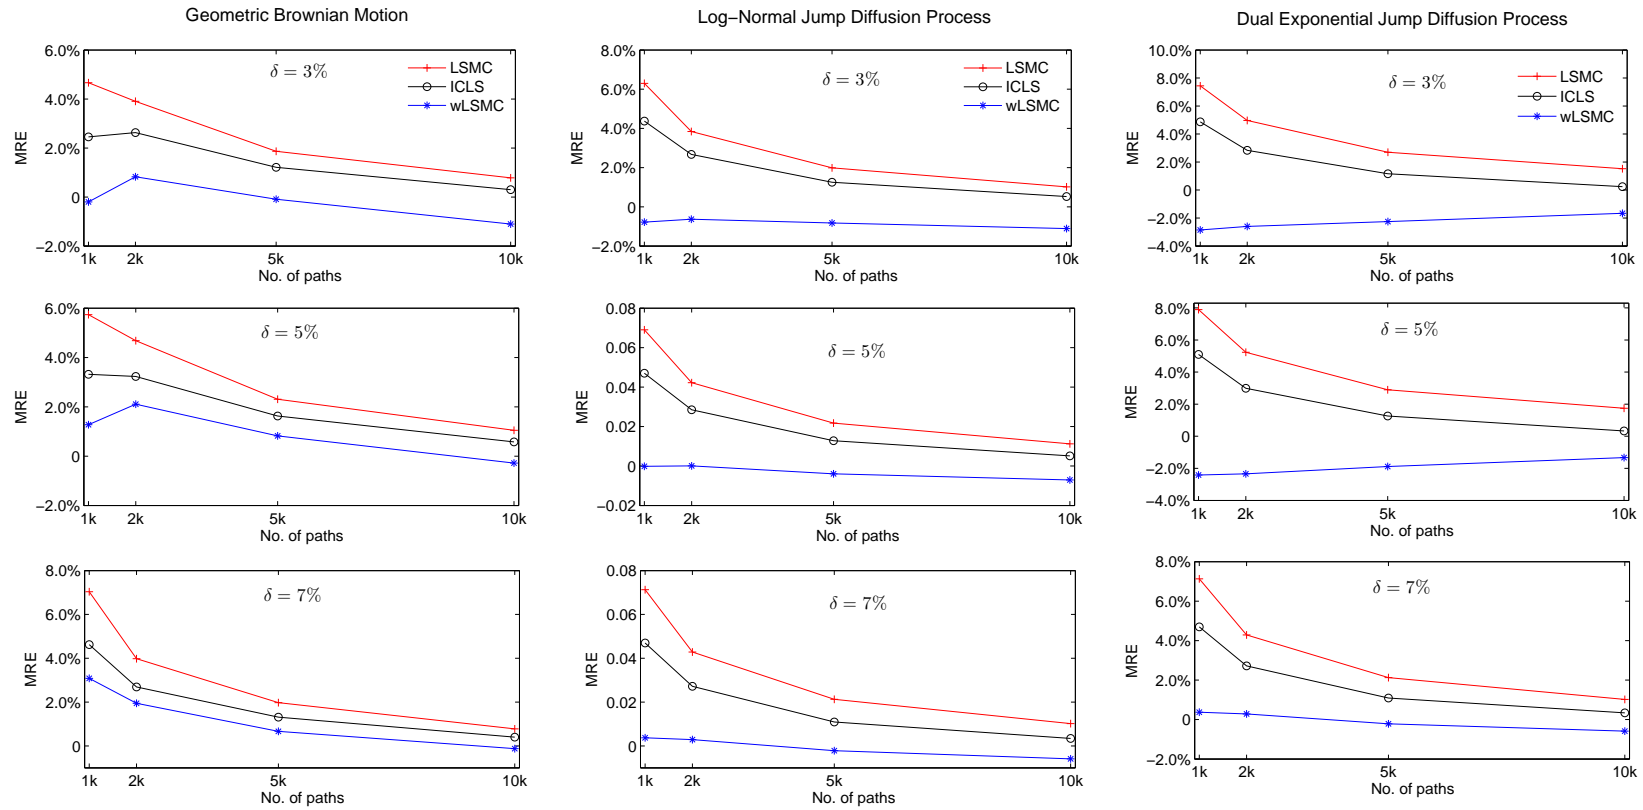 Geometric Brownian Motion
6.0%
4.0%
2.0%
0
−2.0%
MRE
δ = 3%
LSMC
ICLS
wLSMC
1k 2k 5k 10k
No. of paths
Log−Normal Jump Diffusion Process
8.0%
6.0%
4.0%
2.0%
0
−2.0%
MRE
δ = 3%
LSMC
ICLS
wLSMC
1k 2k 5k 10k
No. of paths
Dual Exponential Jump Diffusion Process
10.0%
8.0%
6.0%
4.0%
2.0%
0
−2.0%
−4.0%
MRE
δ = 3%
LSMC
ICLS
wLSMC
1k 2k 5k 10k
No. of paths
6.0%
4.0%
2.0%
0
−2.0%
MRE
δ = 5%
1k 2k 5k 10k
No. of paths
0.08
0.06
0.04
0.02
0
−0.02
MRE
δ = 5%
1k 2k 5k 10k
No. of paths
8.0%
6.0%
4.0%
2.0%
0
−2.0%
−4.0%
MRE
δ = 5%
1k 2k 5k 10k
No. of paths
8.0%
6.0%
4.0%
2.0%
0
MRE
δ = 7%
1k 2k 5k 10k
No. of paths
0.08
0.06
0.04
0.02
0
MRE
δ = 7%
1k 2k 5k 10k
No. of paths
8.0%
6.0%
4.0%
2.0%
0
−2.0%
MRE
δ = 7%
1k 2k 5k 10k
No. of paths